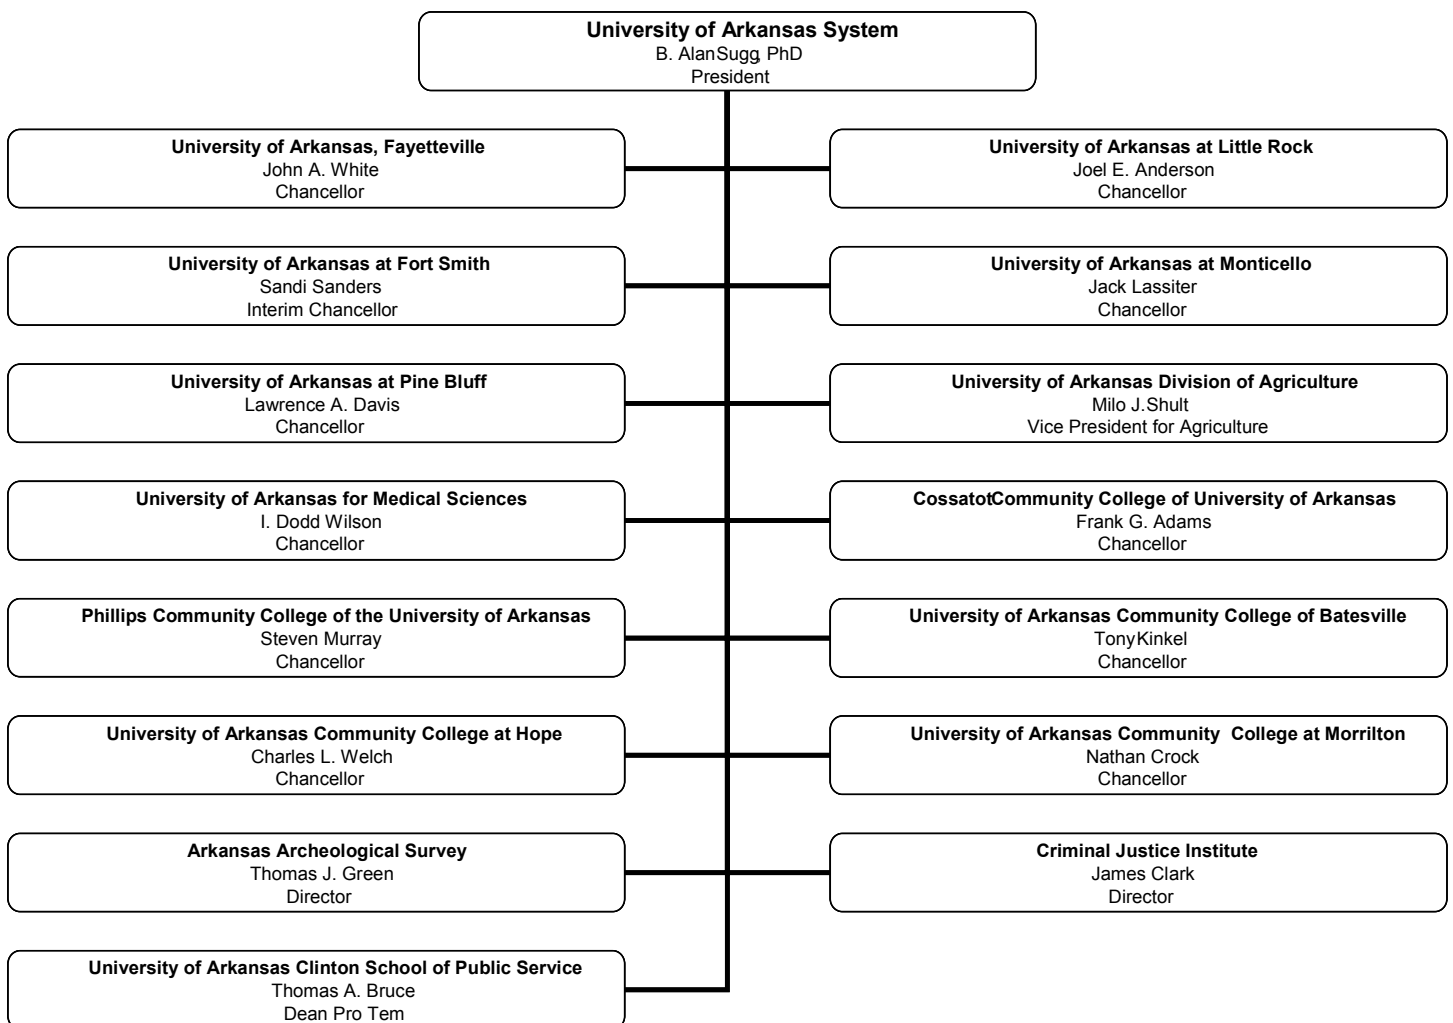 University of Arkansas System
B. AlanSugg, PhD
President
University of Arkansas, Fayetteville
John A. White
Chancellor
University of Arkansas at Little Rock
Joel E. Anderson
Chancellor
University of Arkansas at Fort Smith
Sandi Sanders
Interim Chancellor
University of Arkansas at Monticello
Jack Lassiter
Chancellor
University of Arkansas at Pine Bluff
Lawrence A. Davis
Chancellor
University of Arkansas Division of Agriculture
Milo J.Shult
Vice President for Agriculture
University of Arkansas for Medical Sciences
I. Dodd Wilson
Chancellor
CossatotCommunity College of University of Arkansas
Frank G. Adams
Chancellor
Phillips Community College of the University of Arkansas
Steven Murray
Chancellor
University of Arkansas Community College of Batesville
TonyKinkel
Chancellor
University of Arkansas Community College at Hope
Charles L. Welch
Chancellor
University of Arkansas Community College at Morrilton
Nathan Crock
Chancellor
Arkansas Archeological Survey
Thomas J. Green
Director
Criminal Justice Institute
James Clark
Director
University of Arkansas Clinton School of Public Service
Thomas A. Bruce
Dean Pro Tem